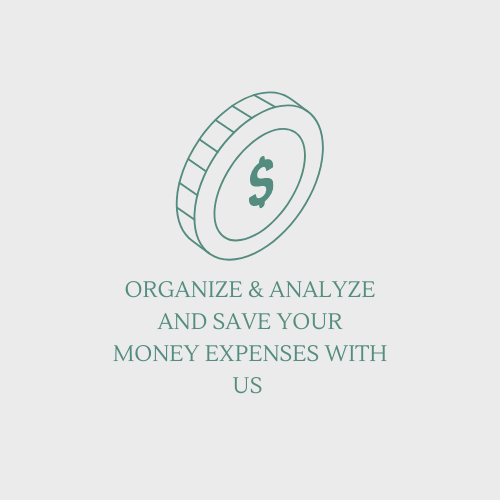 $
ORGANIZE & ANALYZE
AND SAVE YOUR
MONEY EXPENSES WITH
US